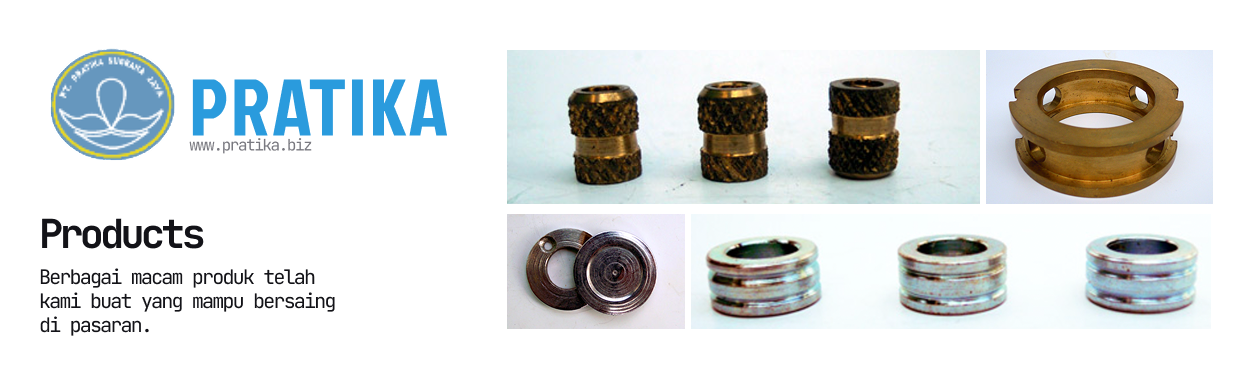 PT. PRATIKA BUERAHA JAYA
PRATIKA
www.pratika.biz
Products
Berbagai macam produk telah
kami buat yang mampu bersaing
di pasaran.